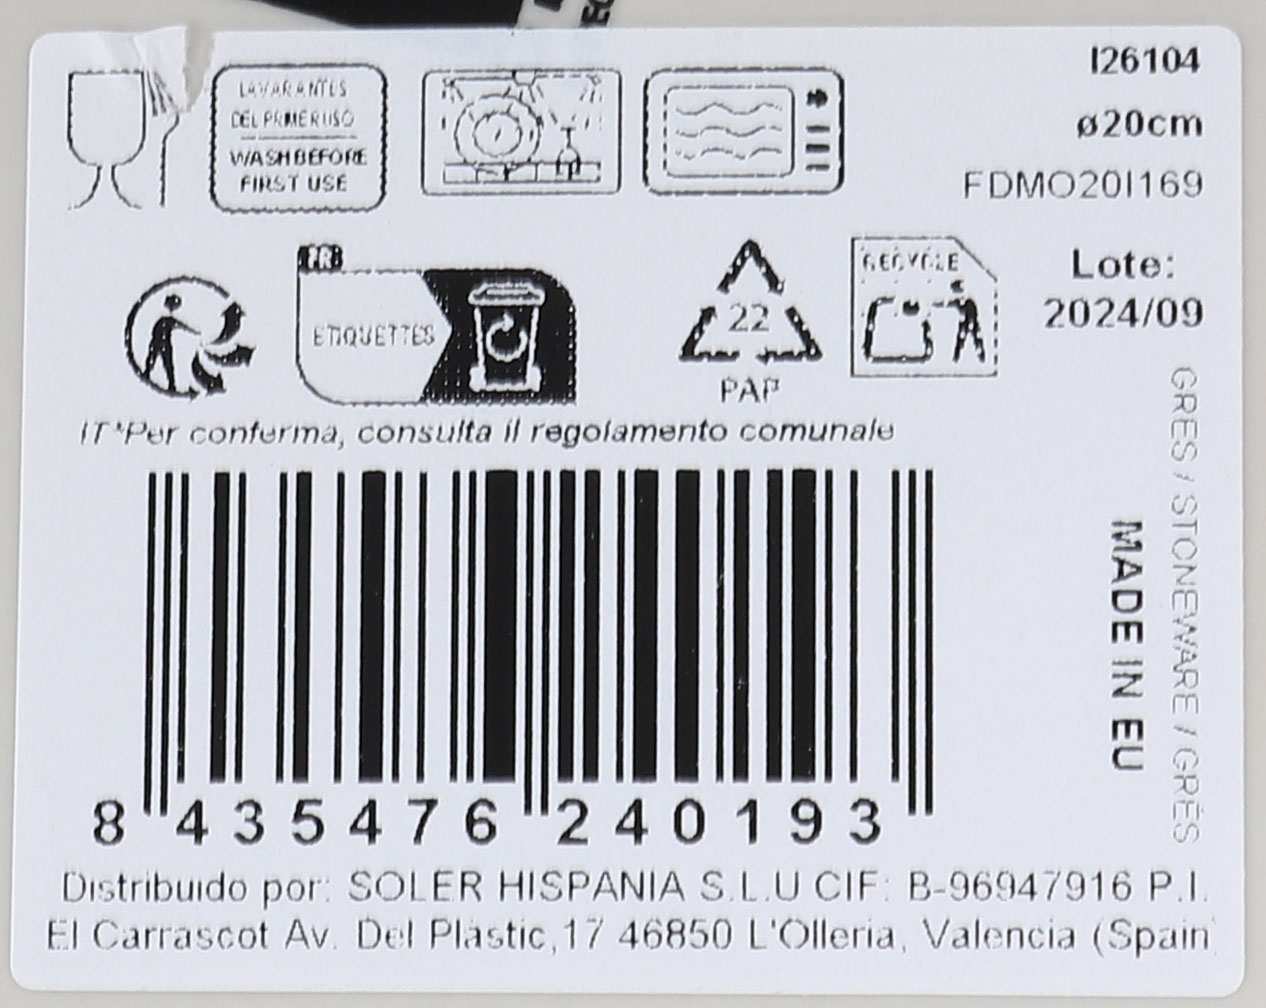 I26104
LAVAR ANTES
DEL PRIMER USO
WASH BEFORE
FIRST USE
ø20cm
FDMO20I169
FR
ETIQUETTES
22
PAP
RECYCLE
Lote:
2024/09
IT*Per conferma, consulta il regolamento comunale
GRES / STONEWARE / GRÈS
MADE IN EU
8 435476 240193
Distribuido por: SOLER HISPANIA S.L.U CIF: B-96947916 P.I.
El Carrascot Av. Del Plàstic,17 46850 L'Olleria, Valencia (Spain